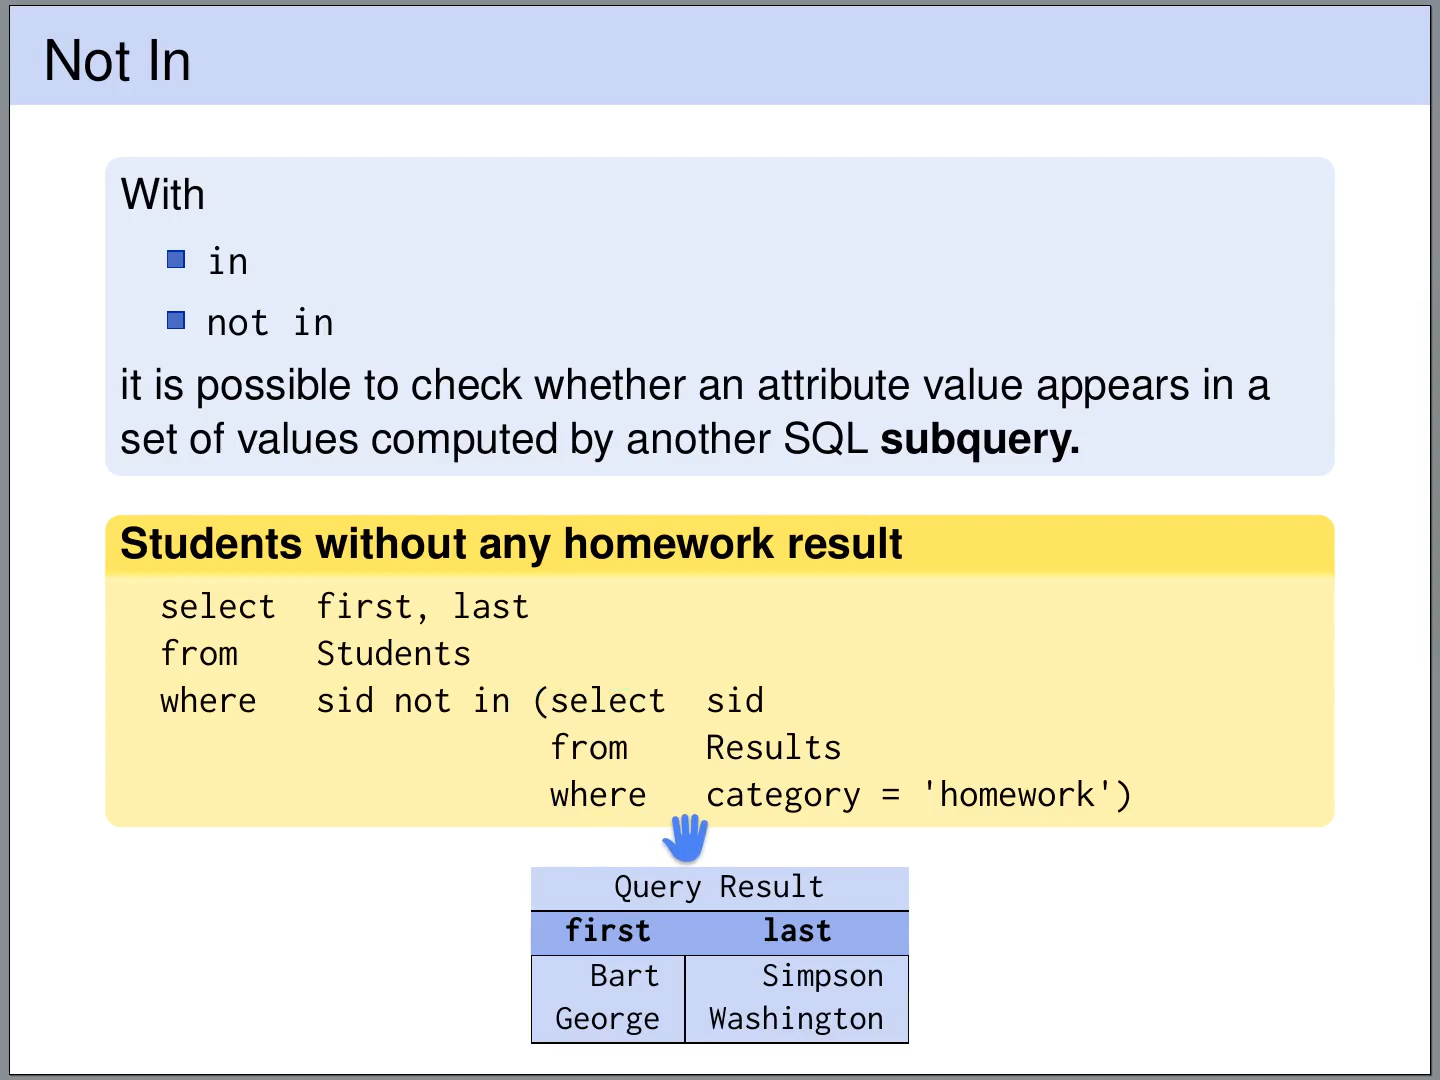 Not In
With
in
not in
it is possible to check whether an attribute value appears in a
set of values computed by another SQL subquery.
Students without any homework result
select  first, last
from    Students
where   sid not in (select  sid
                    from    Results
                    where   category = 'homework')
Query Result
first last
Bart Simpson
George Washington